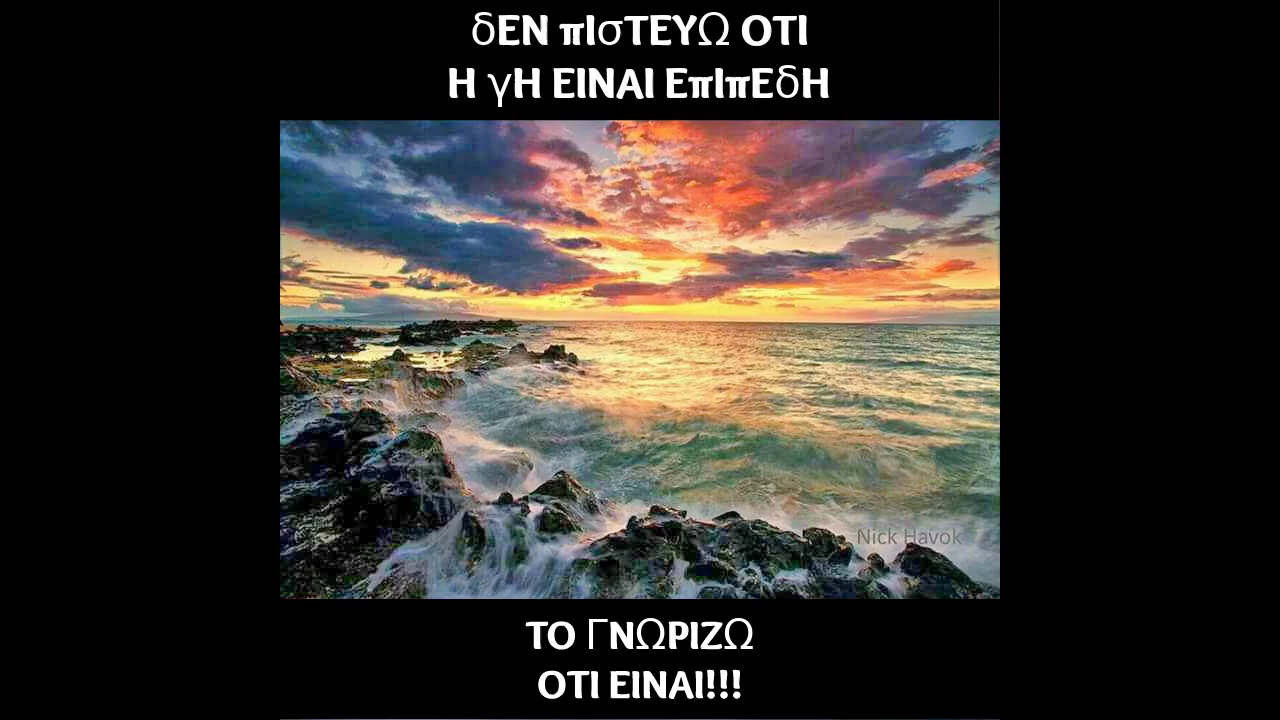 δΕΝ πΙσΤΕΥΩ ΟΤΙ
Η γΗ ΕΙΝΑΙ ΕπΙπΕδΗ
Nick Havok
ΤΟ ΓΝΩΡΙΖΩ
ΟΤΙ ΕΙΝΑΙ!!!